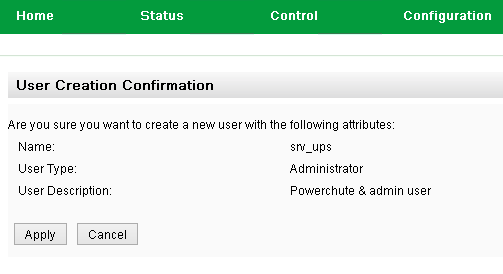 Home Status Control Configuration
User Creation Confirmation
Are you sure you want to create a new user with the following attributes:
Name: srv_ups
User Type: Administrator
User Description: Powerchute & admin user
Apply Cancel